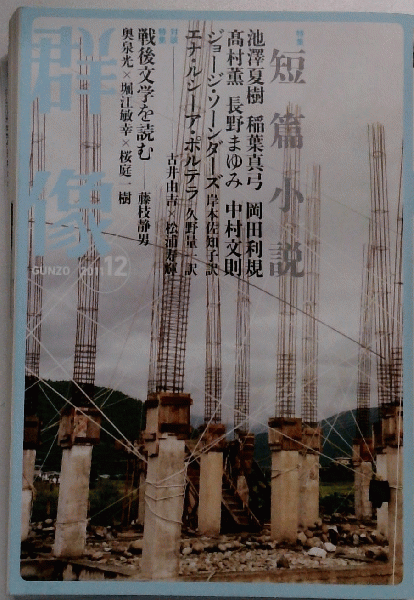 群像
GUNZO 2011 12
特集
短篇小説
池澤夏樹 稲葉真弓 岡田利規
髙村薫 長野まゆみ 中村文則
ジョージ・ソーンダーズ 岸本佐知子訳
エナ・ルシーア・ポルテラ 久野量一訳
対談 古井由吉×松浦寿輝
特集
戦後文学を読む 藤枝静男
奥泉光×堀江敏幸×桜庭一樹